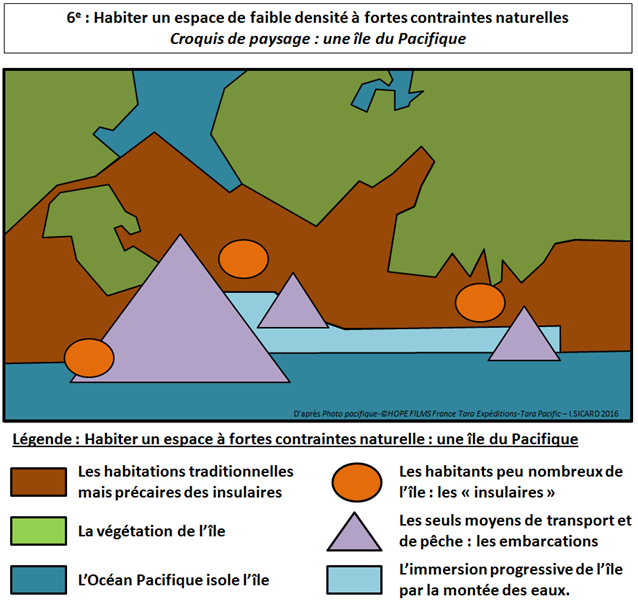 6e : Habiter un espace de faible densité à fortes contraintes naturelles
Croquis de paysage : une île du Pacifique
D'après Photo pacifique-©HOPE FILMS France Tara Expéditions-Tara Pacific – I.SICARD 2016
Légende : Habiter un espace à fortes contraintes naturelle : une île du Pacifique
Les habitations traditionnelles
mais précaires des insulaires
La végétation de l'île
L'Océan Pacifique isole l'île
Les habitants peu nombreux de
l'île : les « insulaires »
Les seuls moyens de transport et
de pêche : les embarcations
L'immersion progressive de l'île
par la montée des eaux.